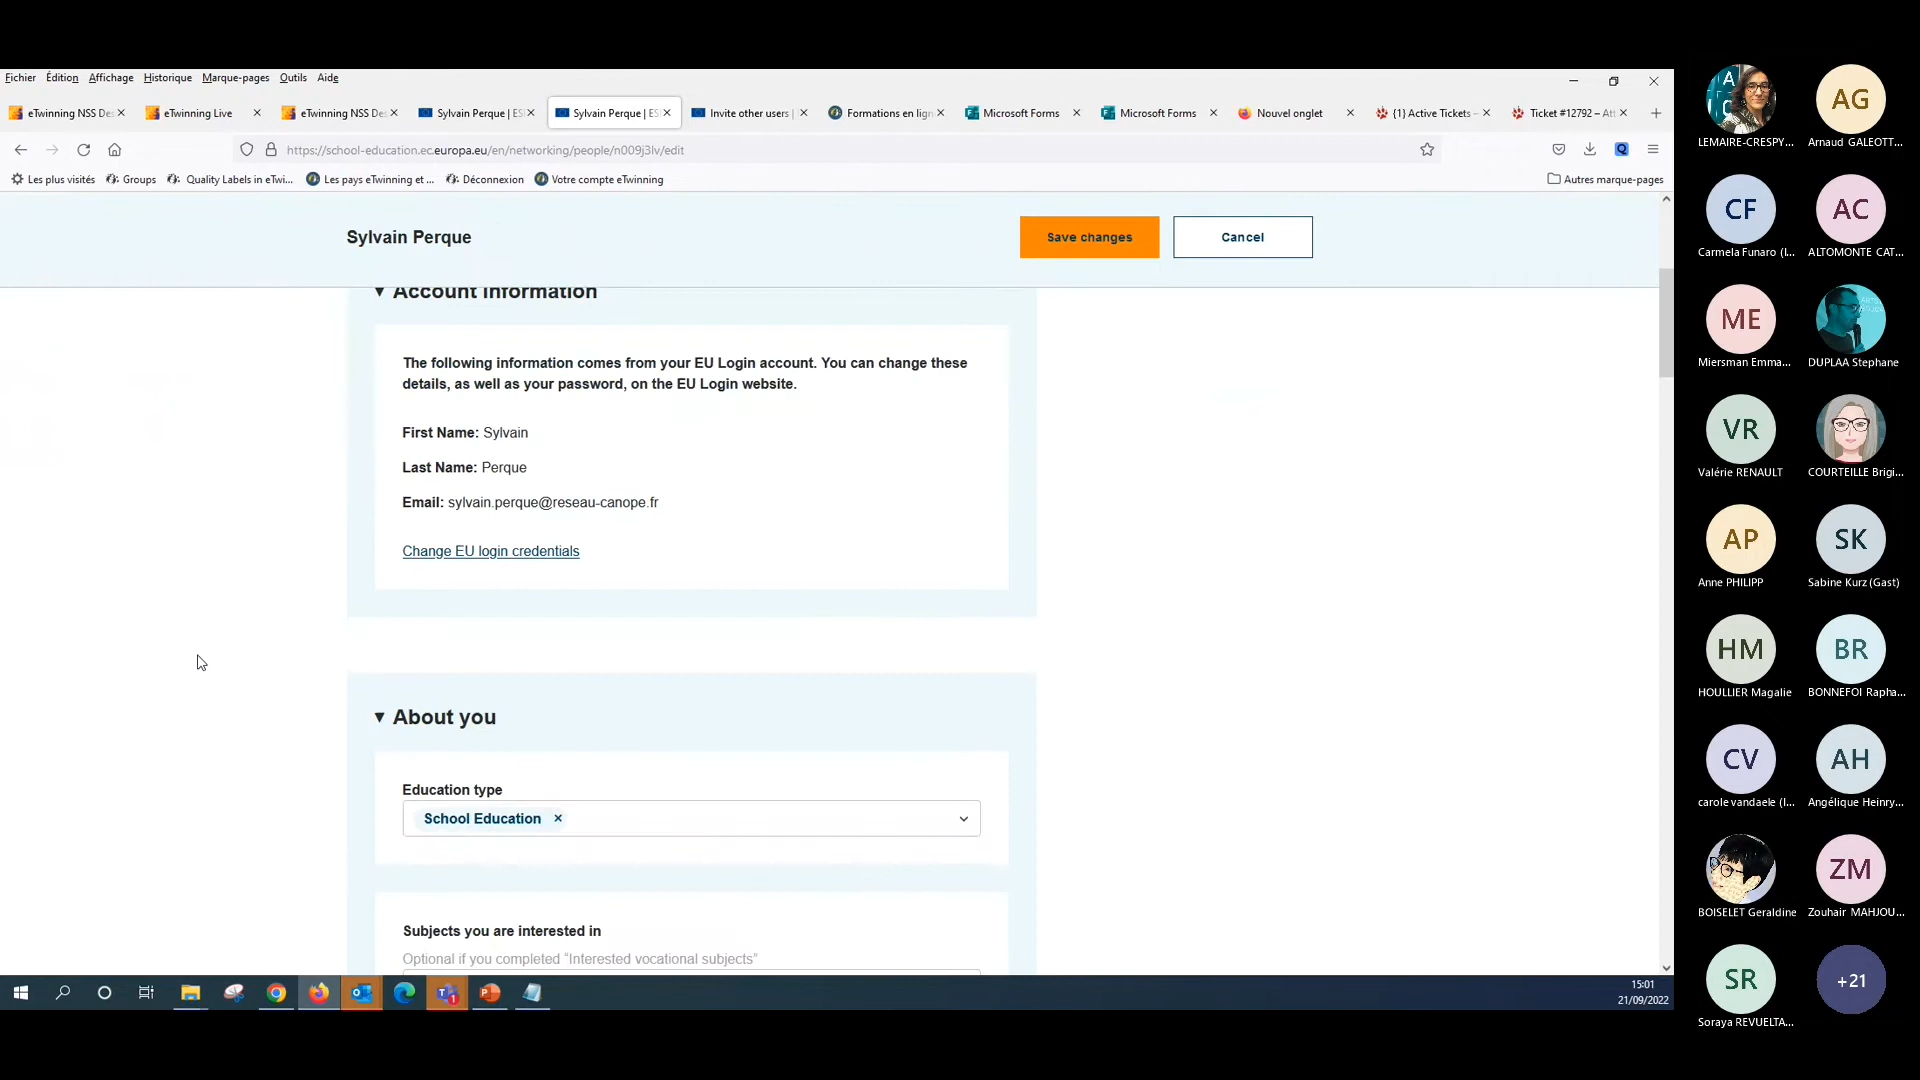 Fichier Édition Affichage Historique Marque-pages Outils Aide
eTwinning NSS Des
eTwinning Live
eTwinning NSS Des
Sylvain Perque | ESE
Sylvain Perque | ESE
Invite other users |
Formations en lign
Microsoft Forms
Microsoft Forms
Nouvel onglet
{1} Active Tickets –
Ticket #12792 – Att
https://school-education.ec.europa.eu/en/networking/people/n009j3lv/edit
Les plus visités Groups Quality Labels in eTwi... Les pays eTwinning et ... Déconnexion Votre compte eTwinning Autres marque-pages
Sylvain Perque
Save changes
Cancel
Account information
The following information comes from your EU Login account. You can change these
details, as well as your password, on the EU Login website.
First Name: Sylvain
Last Name: Perque
Email: sylvain.perque@reseau-canope.fr
Change EU login credentials
About you
Education type
School Education
Subjects you are interested in
Optional if you completed “Interested vocational subjects”
15:01
21/09/2022
LEMAIRE-CRESPY...
AG
Arnaud GALEOTT...
CF
Carmela Funaro (I...
AC
ALTOMONTE CAT...
ME
Miersman Emma...
DUPLAA Stephane
VR
Valérie RENAULT
COURTEILLE Brigi...
AP
Anne PHILIPP
SK
Sabine Kurz (Gast)
HM
HOULLIER Magalie
BR
BONNEFOI Rapha...
CV
carole vandaele (I...
AH
Angélique Heinry...
BOISELET Geraldine
ZM
Zouhair MAHJOU...
SR
Soraya REVUELTA...
+21